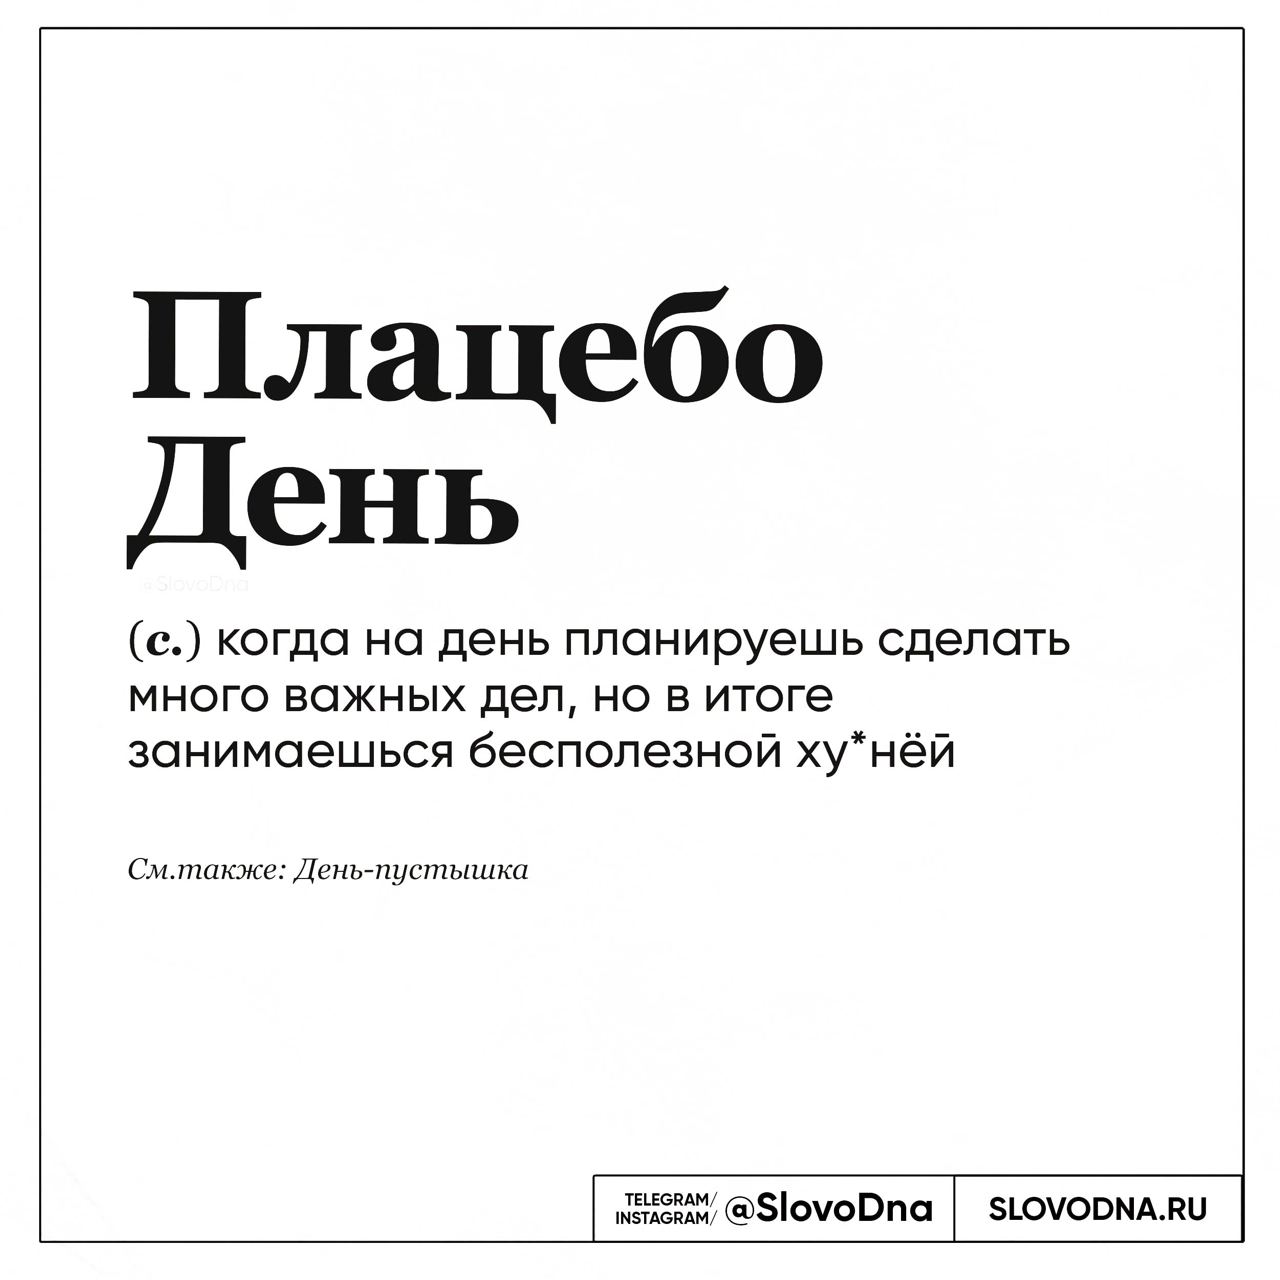 Плацебо
День
@SlovoDna
(с.) когда на день планируешь сделать
много важных дел, но в итоге
занимаешься бесполезной ху*нёй
См.также: День-пустышка
TELEGRAM/
INSTAGRAM/
@SlovoDna
SLOVODNA.RU